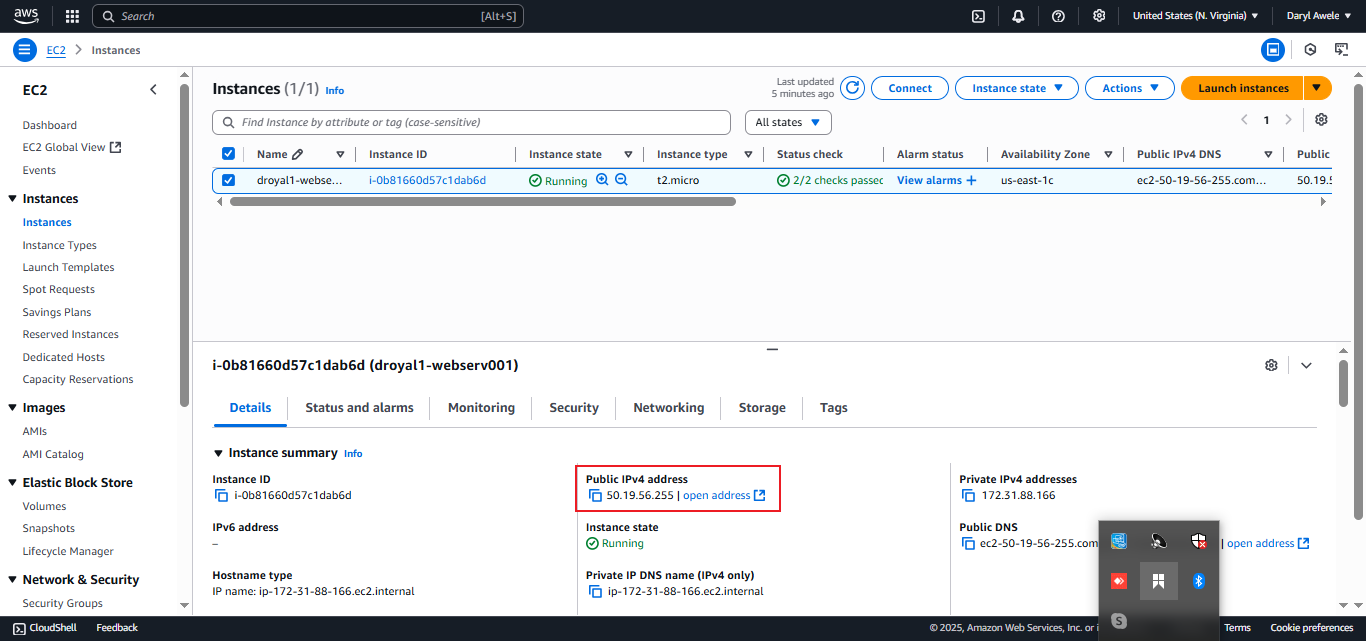 aws
Search [Alt+S]
United States (N. Virginia)
Daryl Awele
EC2
Instances
EC2
Dashboard
EC2 Global View
Events
Instances
Instances
Instance Types
Launch Templates
Spot Requests
Savings Plans
Reserved Instances
Dedicated Hosts
Capacity Reservations
Images
AMIs
AMI Catalog
Elastic Block Store
Volumes
Snapshots
Lifecycle Manager
Network & Security
Security Groups
Instances (1/1) Info
Last updated
5 minutes ago
Connect
Instance state
Actions
Launch instances
Find Instance by attribute or tag (case-sensitive)
All states
1
Name Instance ID Instance state Instance type Status check Alarm status Availability Zone Public IPv4 DNS Public
droyal1-webse... i-0b81660d57c1dab6d Running t2.micro 2/2 checks passed View alarms + us-east-1c ec2-50-19-56-255.com... 50.19.5
i-0b81660d57c1dab6d (droyal1-webserv001)
Details Status and alarms Monitoring Security Networking Storage Tags
Instance summary Info
Instance ID
i-0b81660d57c1dab6d
Public IPv4 address
50.19.56.255 | open address
Private IPv4 addresses
172.31.88.166
IPv6 address
–
Instance state
Running
Public DNS
ec2-50-19-56-255.com | open address
Hostname type
IP name: ip-172-31-88-166.ec2.internal
Private IP DNS name (IPv4 only)
ip-172-31-88-166.ec2.internal
S
CloudShell Feedback
© 2025, Amazon Web Services, Inc. or i
Terms Cookie preferences